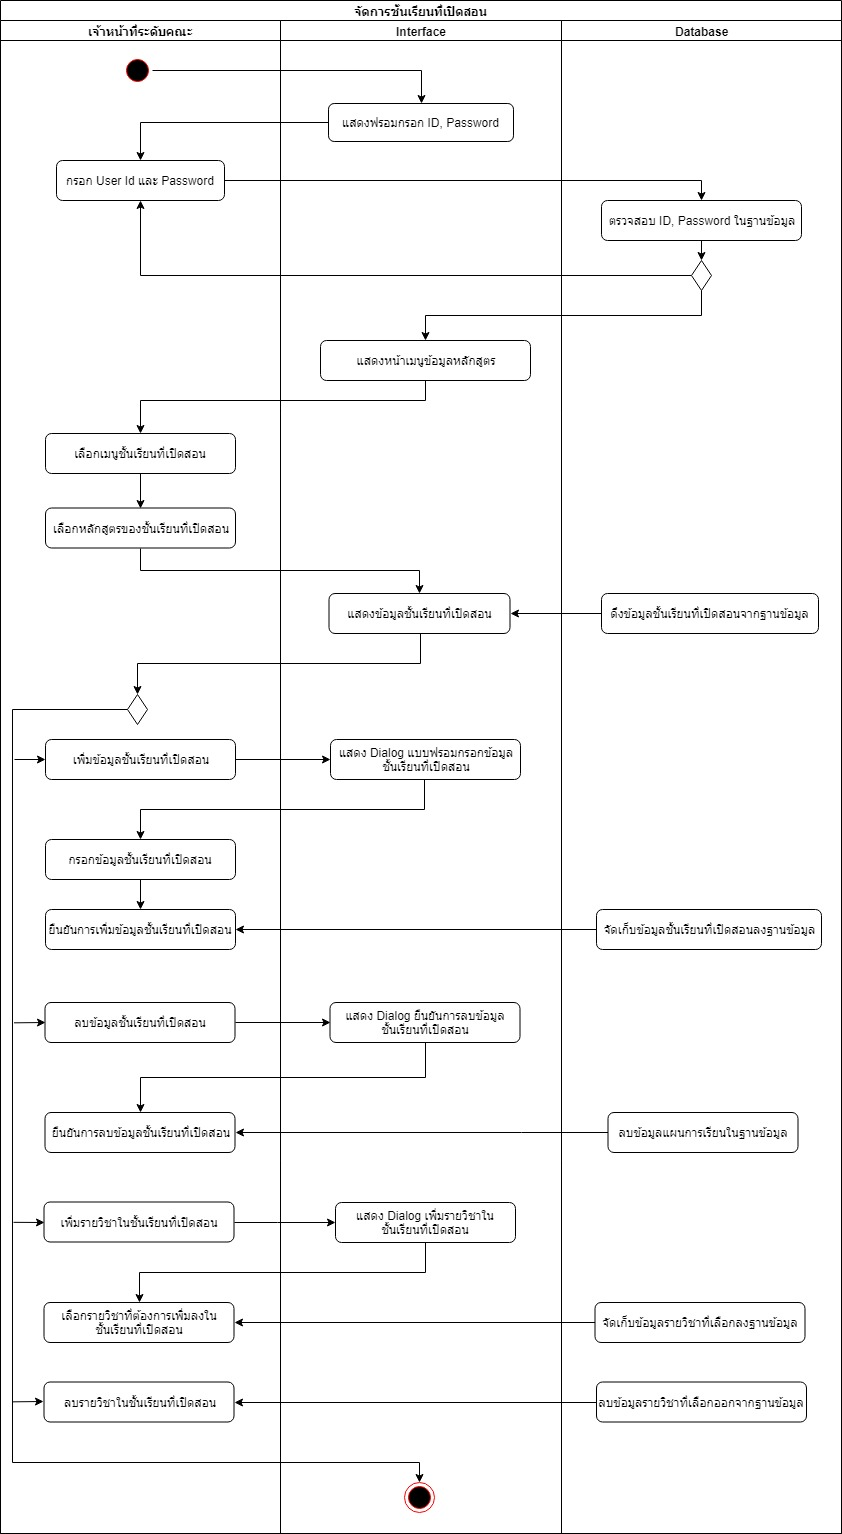 จัดการชั้นเรียนที่เปิดสอน
เจ้าหน้าที่ระดับคณะ
Interface
Database
แสดงฟรอมกรอก ID, Password
กรอก User Id และ Password
ตรวจสอบ ID, Password ในฐานข้อมูล
แสดงหน้าเมนูข้อมูลหลักสูตร
เลือกเมนูชั้นเรียนที่เปิดสอน
เลือกหลักสูตรของชั้นเรียนที่เปิดสอน
แสดงข้อมูลชั้นเรียนที่เปิดสอน
ดึงข้อมูลชั้นเรียนที่เปิดสอนจากฐานข้อมูล
เพิ่มข้อมูลชั้นเรียนที่เปิดสอน
แสดง Dialog แบบฟรอมกรอกข้อมูล
ชั้นเรียนที่เปิดสอน
กรอกข้อมูลชั้นเรียนที่เปิดสอน
ยืนยันการเพิ่มข้อมูลชั้นเรียนที่เปิดสอน
จัดเก็บข้อมูลชั้นเรียนที่เปิดสอนลงฐานข้อมูล
ลบข้อมูลชั้นเรียนที่เปิดสอน
แสดง Dialog ยืนยันการลบข้อมูล
ชั้นเรียนที่เปิดสอน
ยืนยันการลบข้อมูลชั้นเรียนที่เปิดสอน
ลบข้อมูลแผนการเรียนในฐานข้อมูล
เพิ่มรายวิชาในชั้นเรียนที่เปิดสอน
แสดง Dialog เพิ่มรายวิชาใน
ชั้นเรียนที่เปิดสอน
เลือกรายวิชาที่ต้องการเพิ่มลงใน
ชั้นเรียนที่เปิดสอน
จัดเก็บข้อมูลรายวิชาที่เลือกลงฐานข้อมูล
ลบรายวิชาในชั้นเรียนที่เปิดสอน
ลบข้อมูลรายวิชาที่เลือกออกจากฐานข้อมูล